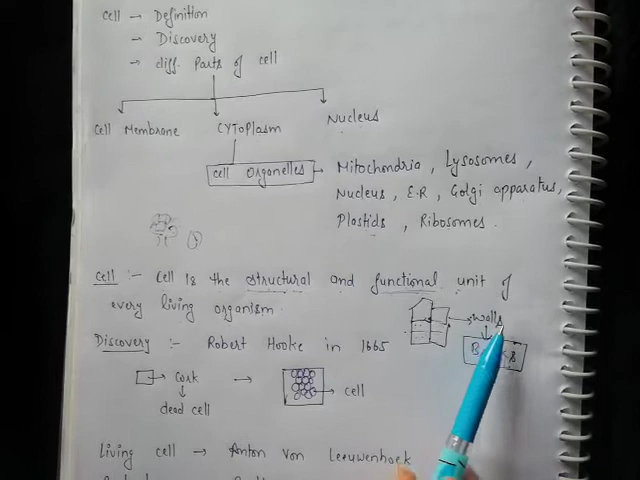 Cell → Definition
→ Discovery
→ diff. Parts of cell
Cell Membrane CYToplasm Nucleus
Cell Organelles → Mitochondria, Lysosomes,
Nucleus, E.R, Golgi apparatus,
Plastids, Ribosomes.
Cell :- Cell is the structural and functional unit of
every living organism.
→ walls
Discovery :- Robert Hooke in 1665
→ Cork → → cell
dead cell
Living cell → Anton von Leeuwenhoek